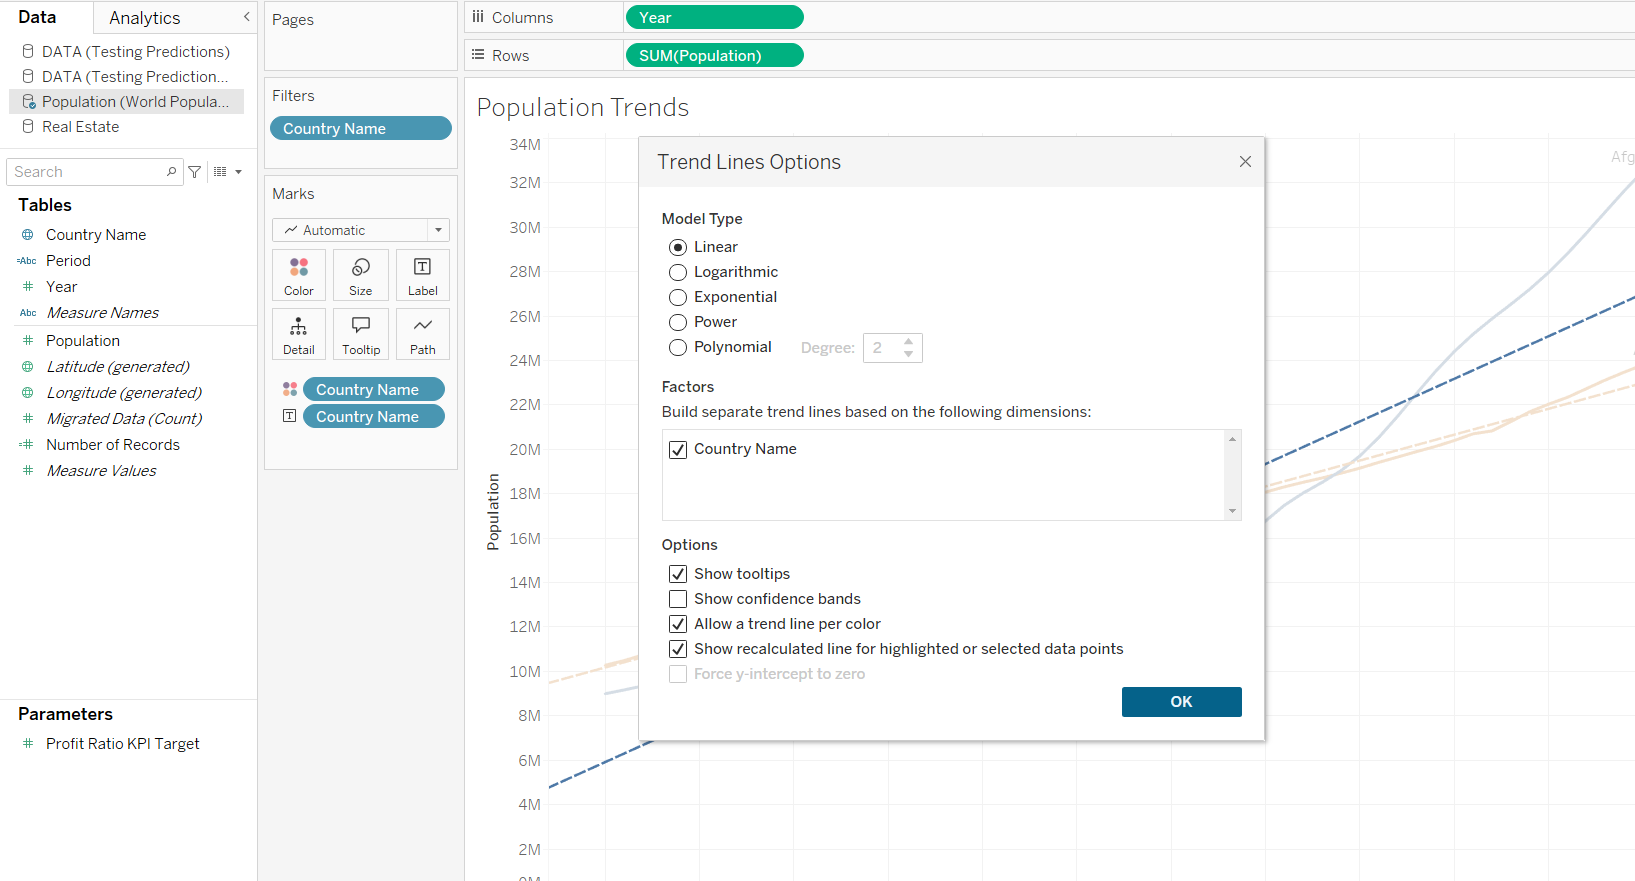 Data
Analytics
DATA (Testing Predictions)
DATA (Testing Prediction...
Population (World Popula...
Real Estate
Search
Tables
Country Name
=Abc Period
Year
Abc Measure Names
Population
Latitude (generated)
Longitude (generated)
Migrated Data (Count)
Number of Records
Measure Values
Parameters
Profit Ratio KPI Target
Pages
Filters
Country Name
Marks
Automatic
Color
Size
Label
Detail
Tooltip
Path
Country Name
Country Name
Columns
Year
Rows
SUM(Population)
Population Trends
Population
34M
32M
30M
28M
26M
24M
22M
20M
18M
16M
14M
12M
10M
8M
6M
4M
2M
0M
Afg
Trend Lines Options
Model Type
Linear
Logarithmic
Exponential
Power
Polynomial Degree: 2
Factors
Build separate trend lines based on the following dimensions:
Country Name
Options
Show tooltips
Show confidence bands
Allow a trend line per color
Show recalculated line for highlighted or selected data points
Force y-intercept to zero
OK